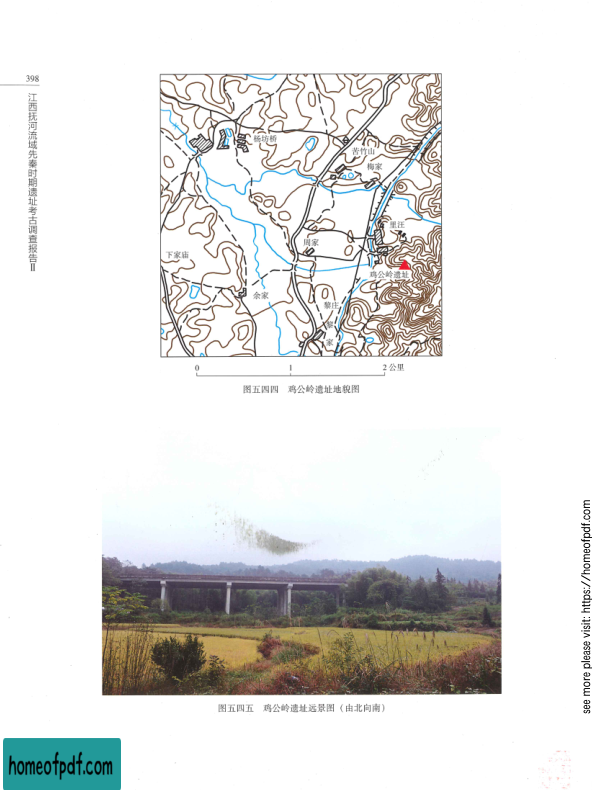 398
江西抚河流域先秦时期遗址考古调查报告Ⅱ
杨坊桥
苦竹山
梅家
里汪
周家
下家庙
鸡公岭遗址
余家
黎庄
黎家
0 1 2 公里
图五四四 鸡公岭遗址地貌图
图五四五 鸡公岭遗址远景图（由北向南）
see more please visit: https://homeofpdf.com
homeofpdf.com